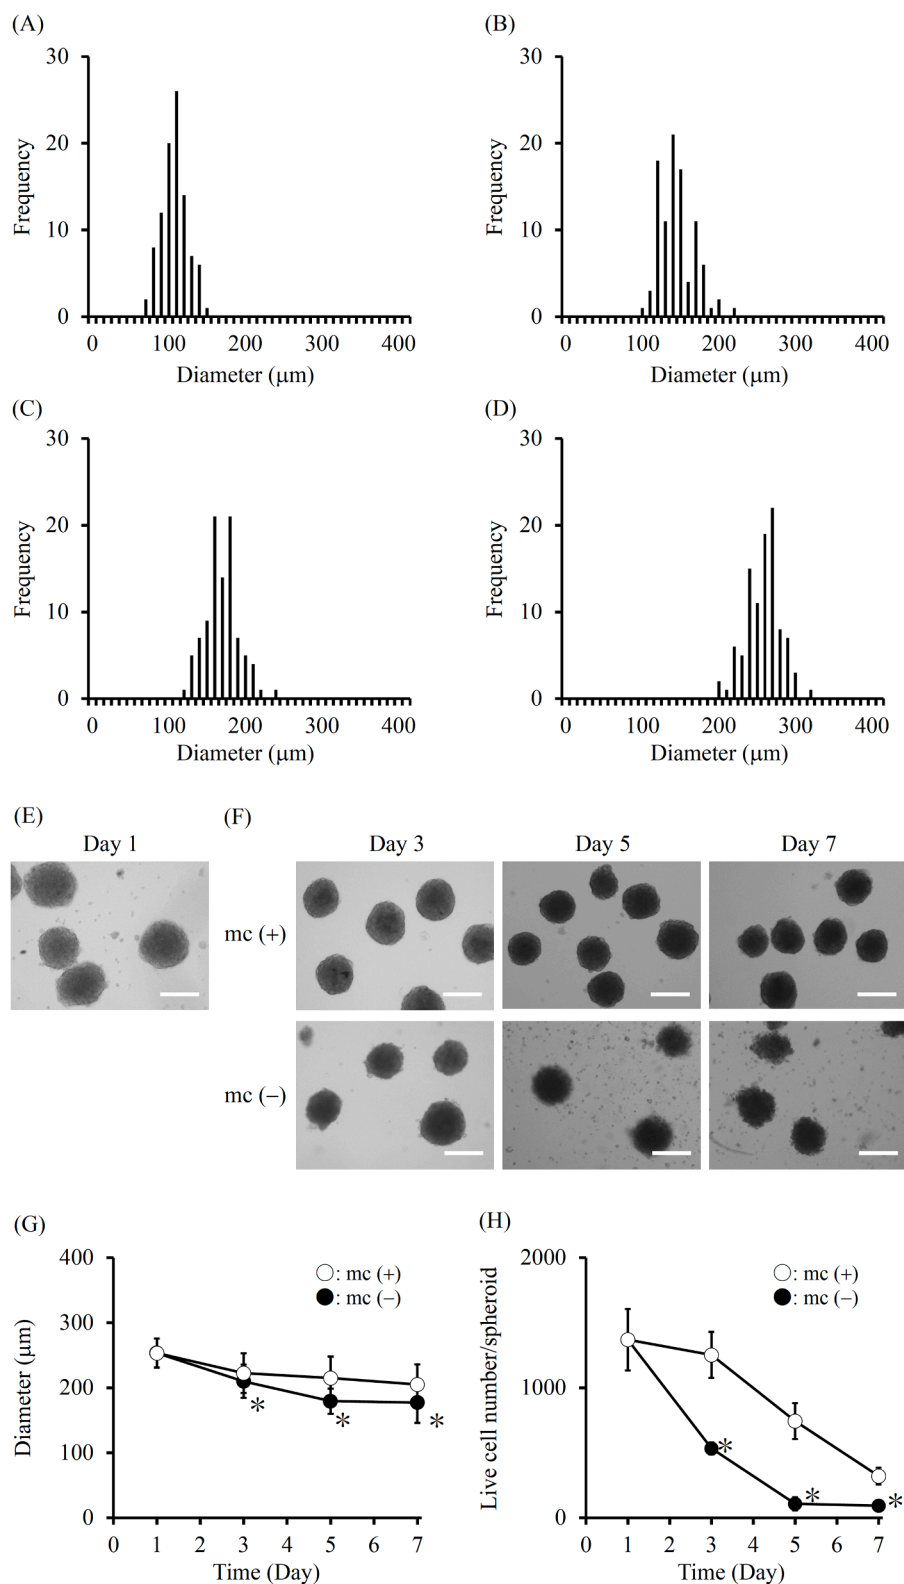 (A)
30
20
10
0
Frequency
0 100 200 300 400
Diameter (μm)
(B)
30
20
10
0
Frequency
0 100 200 300 400
Diameter (μm)
(C)
30
20
10
0
Frequency
0 100 200 300 400
Diameter (μm)
(D)
30
20
10
0
Frequency
0 100 200 300 400
Diameter (μm)
(E)
Day 1
(F)
Day 3 Day 5 Day 7
mc (+)
mc (−)
(G)
400
300
200
100
0
Diameter (μm)
: mc (+)
: mc (−)
* * *
0 1 2 3 4 5 6 7
Time (Day)
(H)
2000
1000
0
Live cell number/spheroid
: mc (+)
: mc (−)
* * *
0 1 2 3 4 5 6 7
Time (Day)